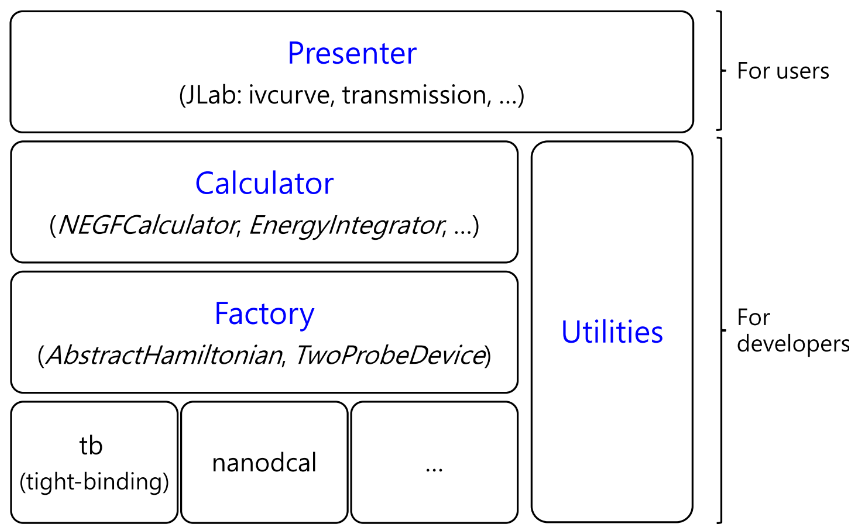 Presenter
(JLab: ivcurve, transmission, ...)
For users
Calculator
(NEGFCalculator, EnergyIntegrator, ...)
Factory
(AbstractHamiltonian, TwoProbeDevice)
Utilities
For
developers
tb
(tight-binding)
nanodcal
...